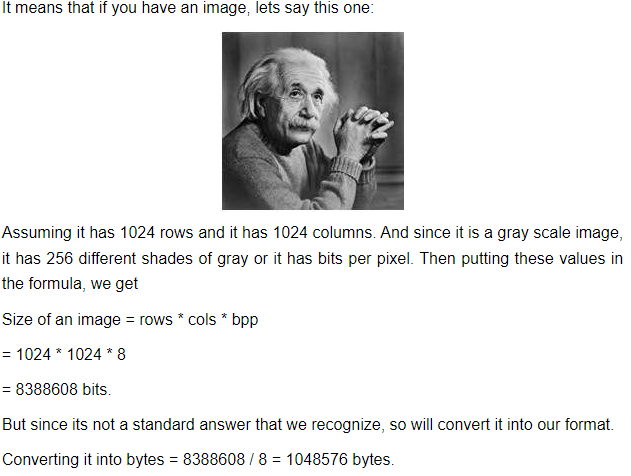 It means that if you have an image, lets say this one:
Assuming it has 1024 rows and it has 1024 columns. And since it is a gray scale image,
it has 256 different shades of gray or it has bits per pixel. Then putting these values in
the formula, we get
Size of an image = rows * cols * bpp
= 1024 * 1024 * 8
= 8388608 bits.
But since its not a standard answer that we recognize, so will convert it into our format.
Converting it into bytes = 8388608 / 8 = 1048576 bytes.